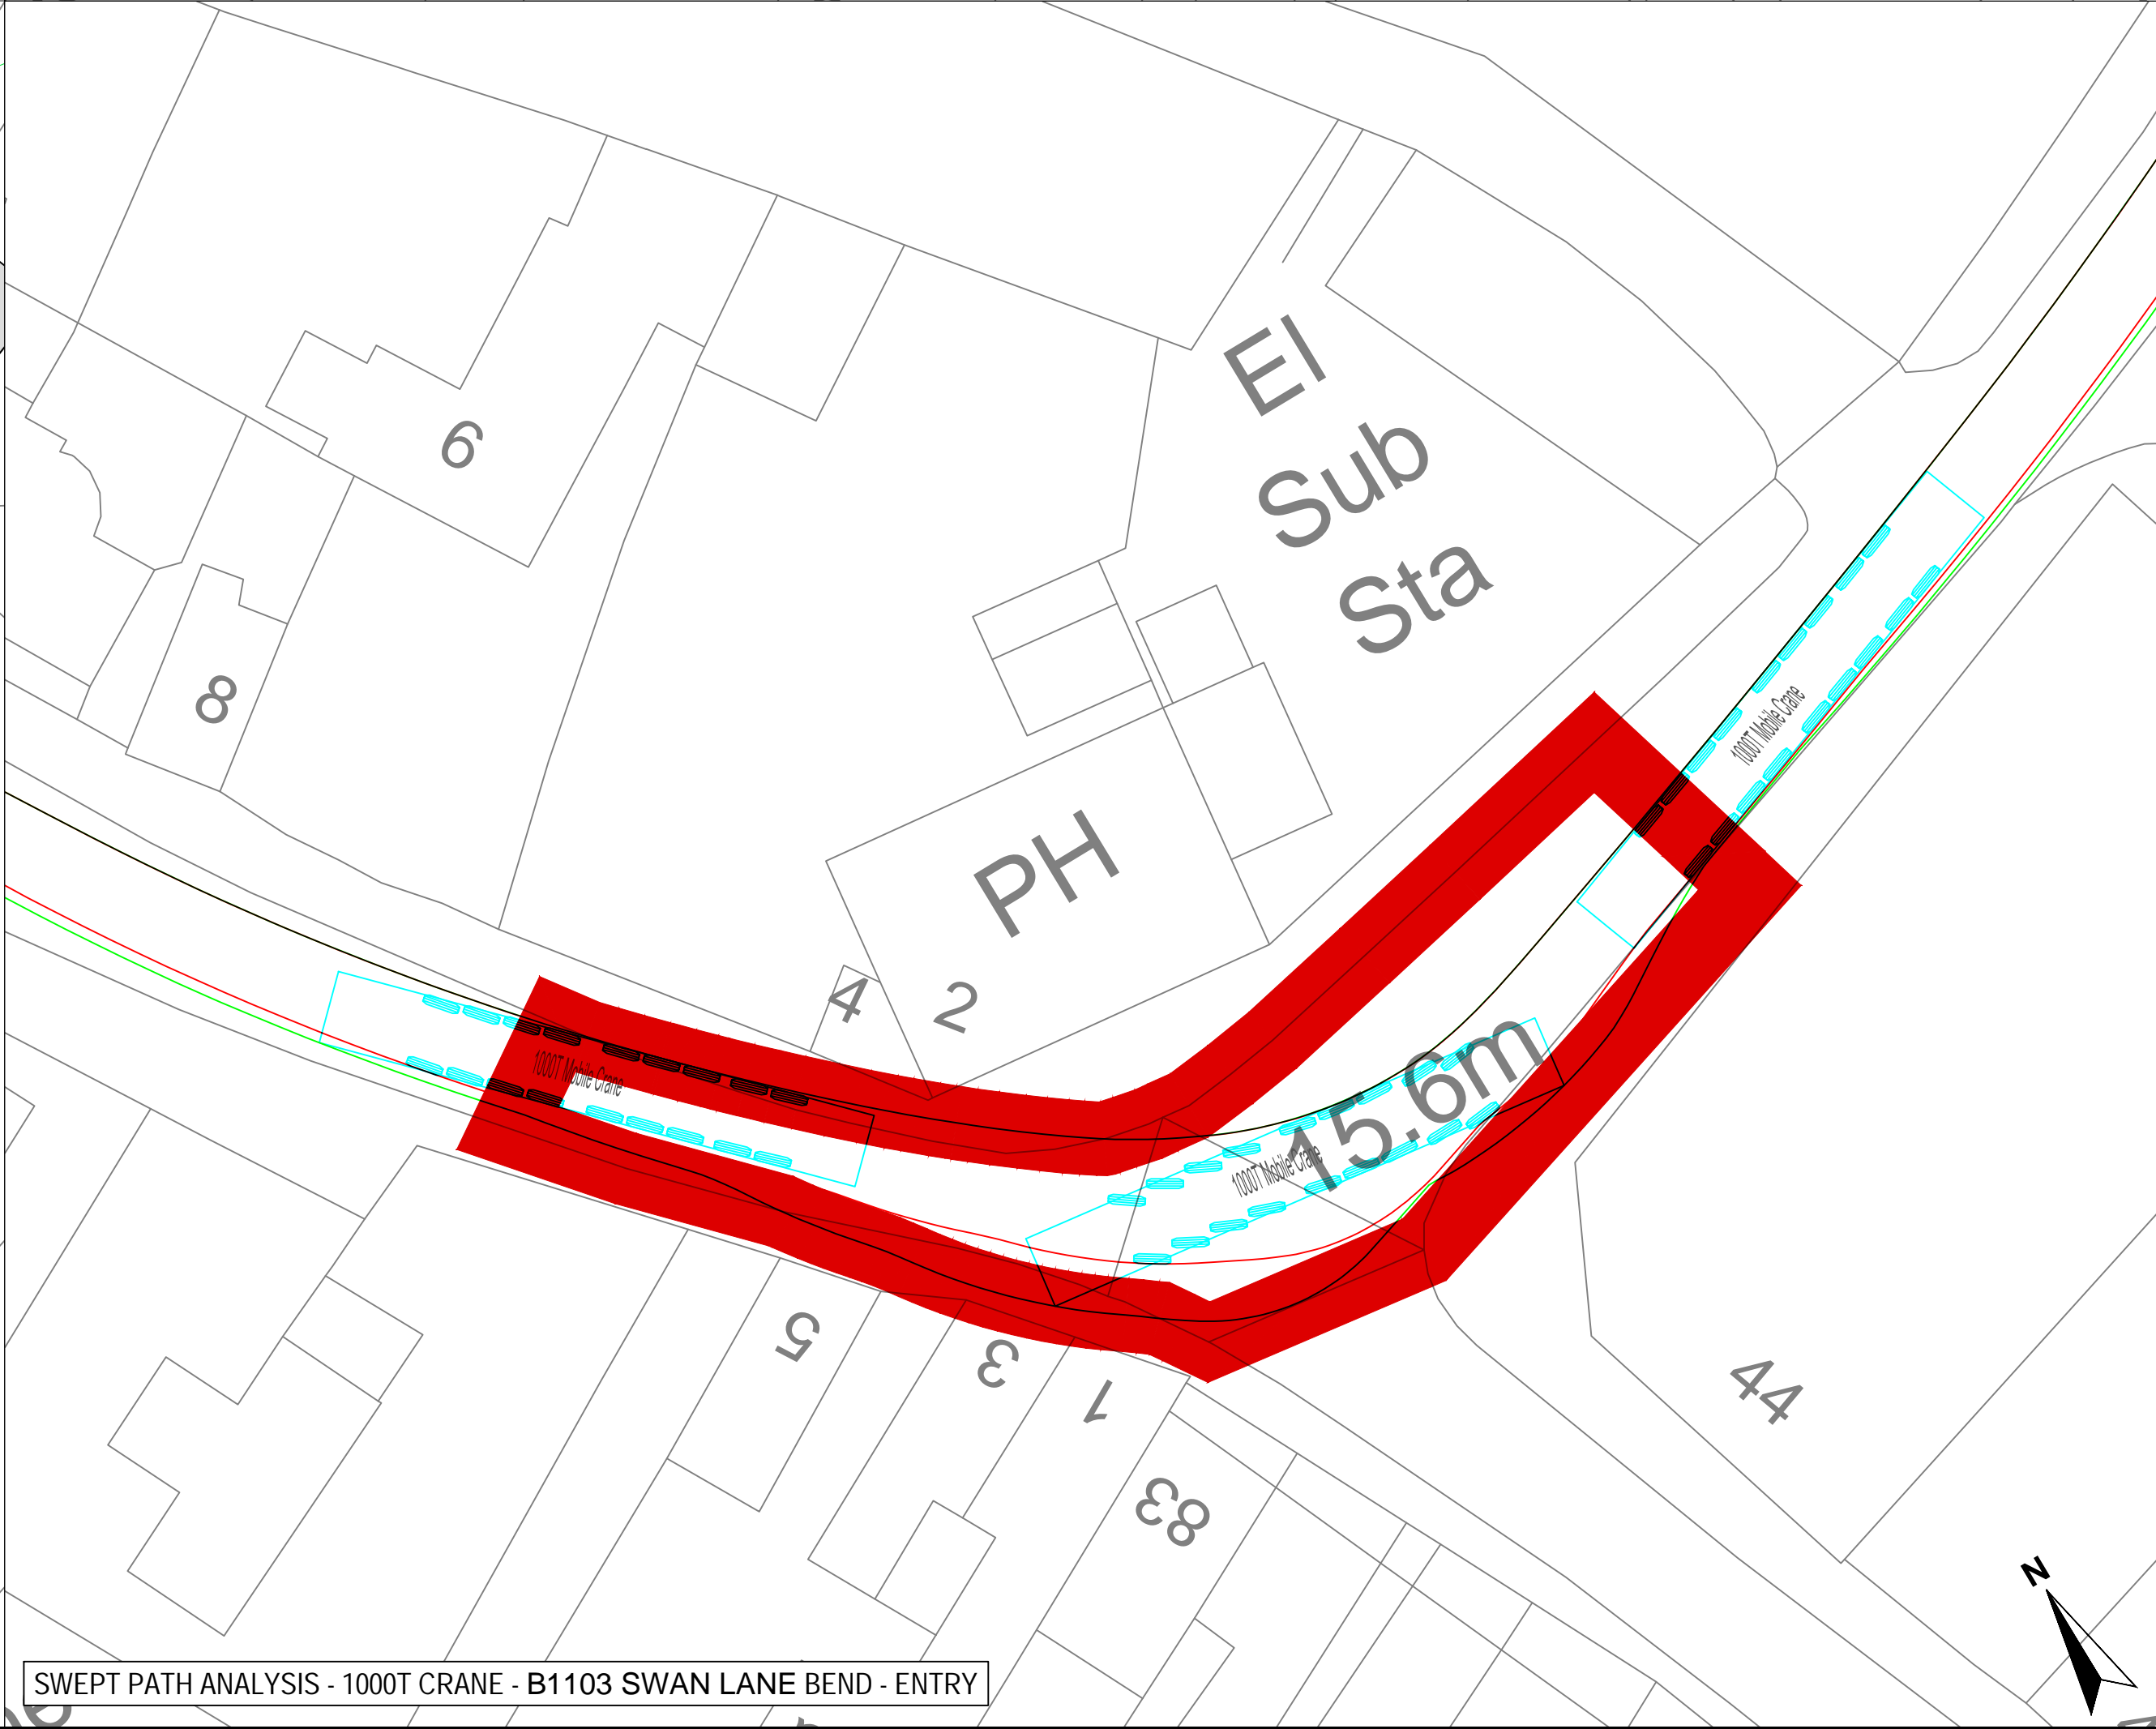 El
Sub
Sta
6
8
1000T Mobile Crane
PH
4
2
1000T Mobile Crane
15.6m
1000T Mobile Crane
5
3
1
44
83
N
SWEPT PATH ANALYSIS - 1000T CRANE - B1103 SWAN LANE BEND - ENTRY